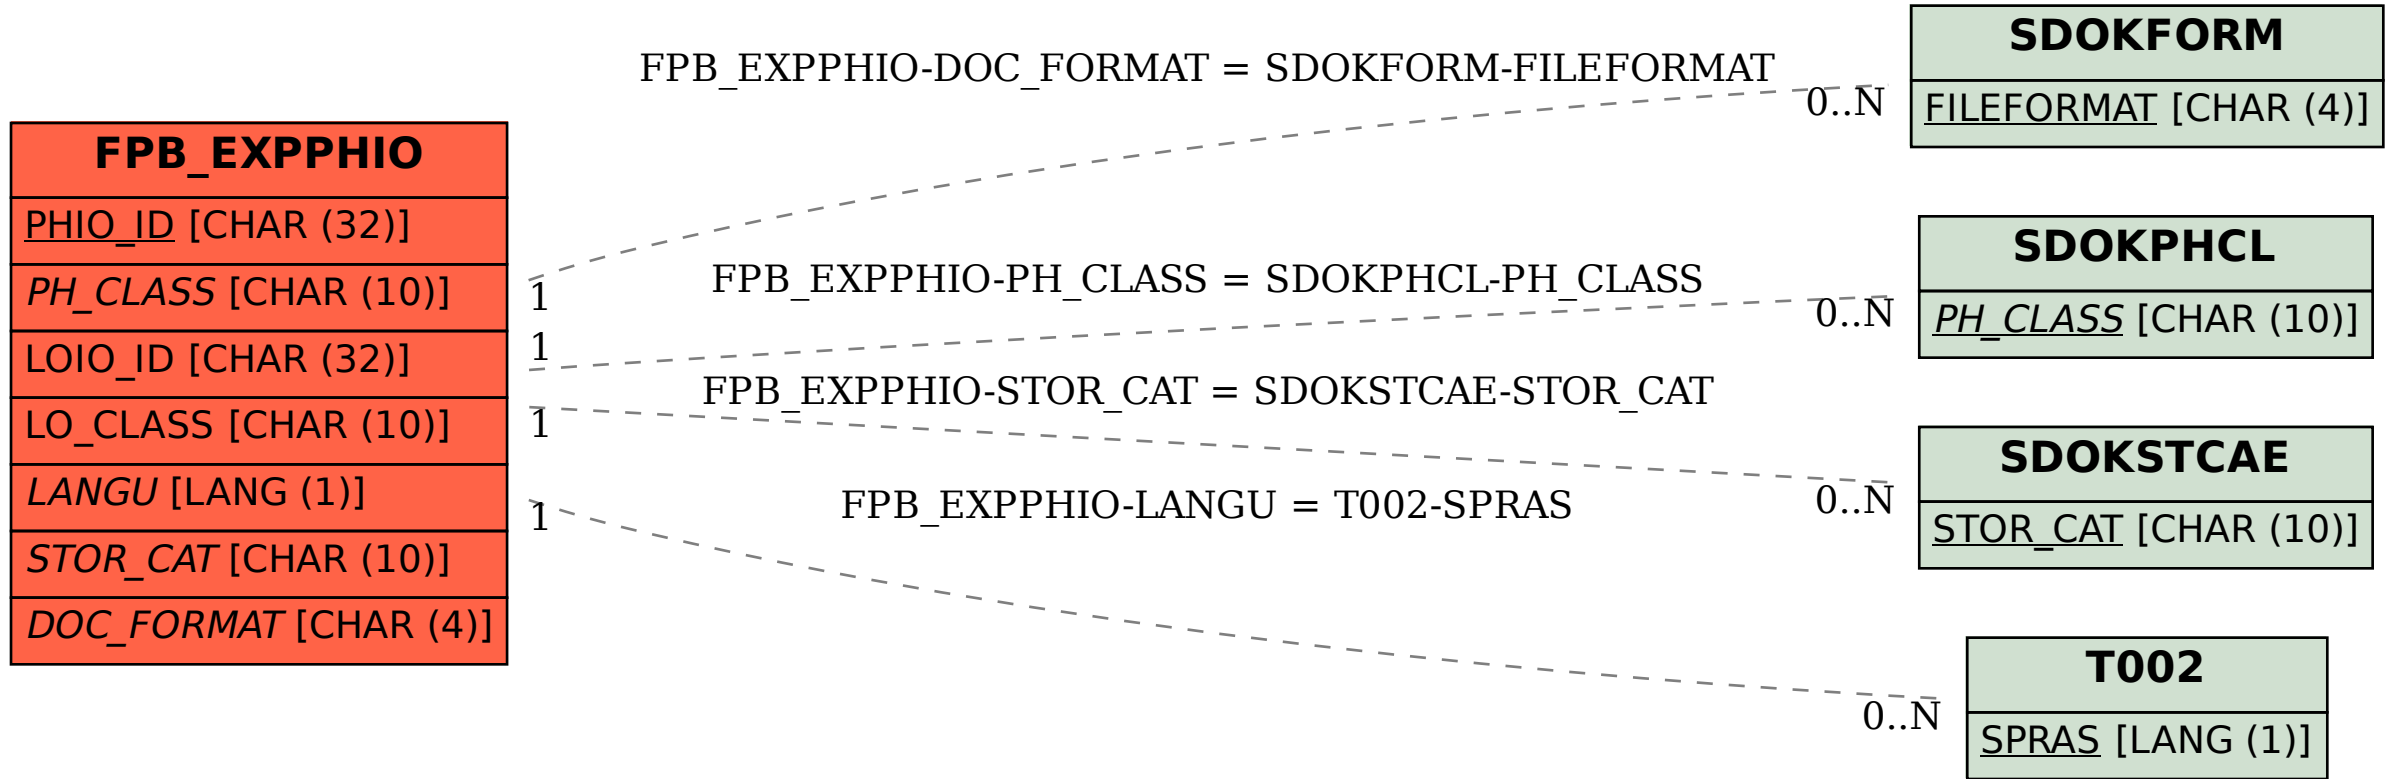 FPB_EXPPHIO
PHIO_ID [CHAR (32)]
PH_CLASS [CHAR (10)]
LOIO_ID [CHAR (32)]
LO_CLASS [CHAR (10)]
LANGU [LANG (1)]
STOR_CAT [CHAR (10)]
DOC_FORMAT [CHAR (4)]
FPB_EXPPHIO-DOC_FORMAT = SDOKFORM-FILEFORMAT
0..N
1
FPB_EXPPHIO-PH_CLASS = SDOKPHCL-PH_CLASS
0..N
1
FPB_EXPPHIO-STOR_CAT = SDOKSTCAE-STOR_CAT
1
0..N
FPB_EXPPHIO-LANGU = T002-SPRAS
1
0..N
SDOKFORM
FILEFORMAT [CHAR (4)]
SDOKPHCL
PH_CLASS [CHAR (10)]
SDOKSTCAE
STOR_CAT [CHAR (10)]
T002
SPRAS [LANG (1)]